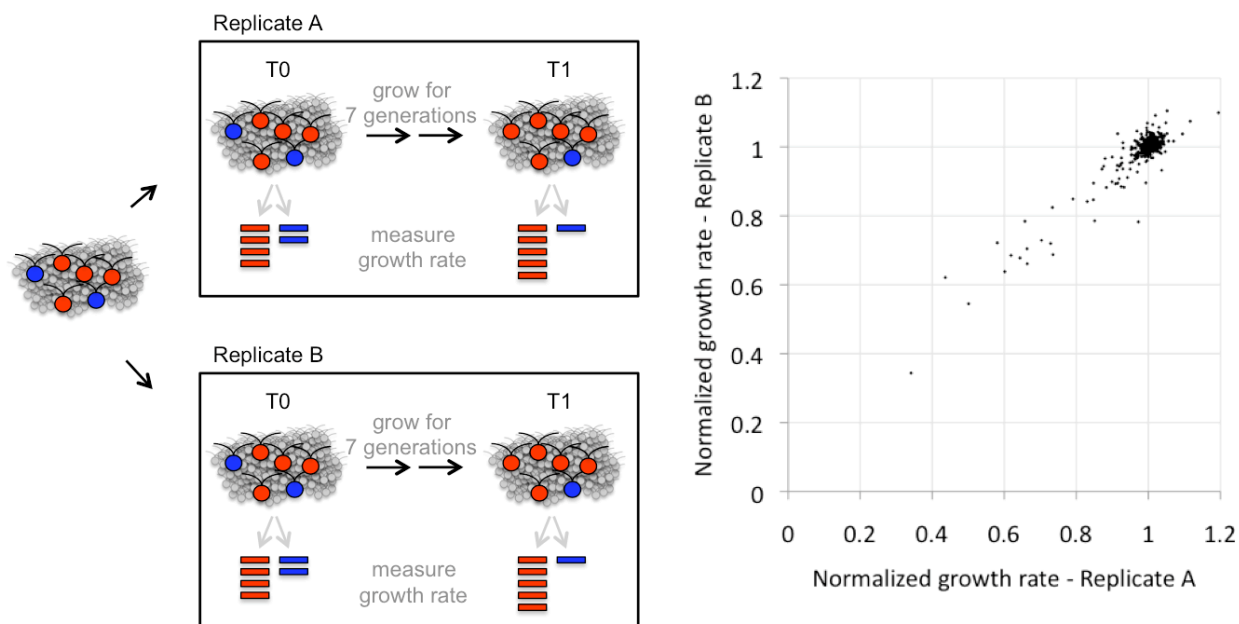 Replicate A
T0
T1
grow for
7 generations
measure
growth rate
Replicate B
T0
T1
grow for
7 generations
measure
growth rate
Normalized growth rate - Replicate B
1.2
1
0.8
0.6
0.4
0.2
0
0 0.2 0.4 0.6 0.8 1 1.2
Normalized growth rate - Replicate A